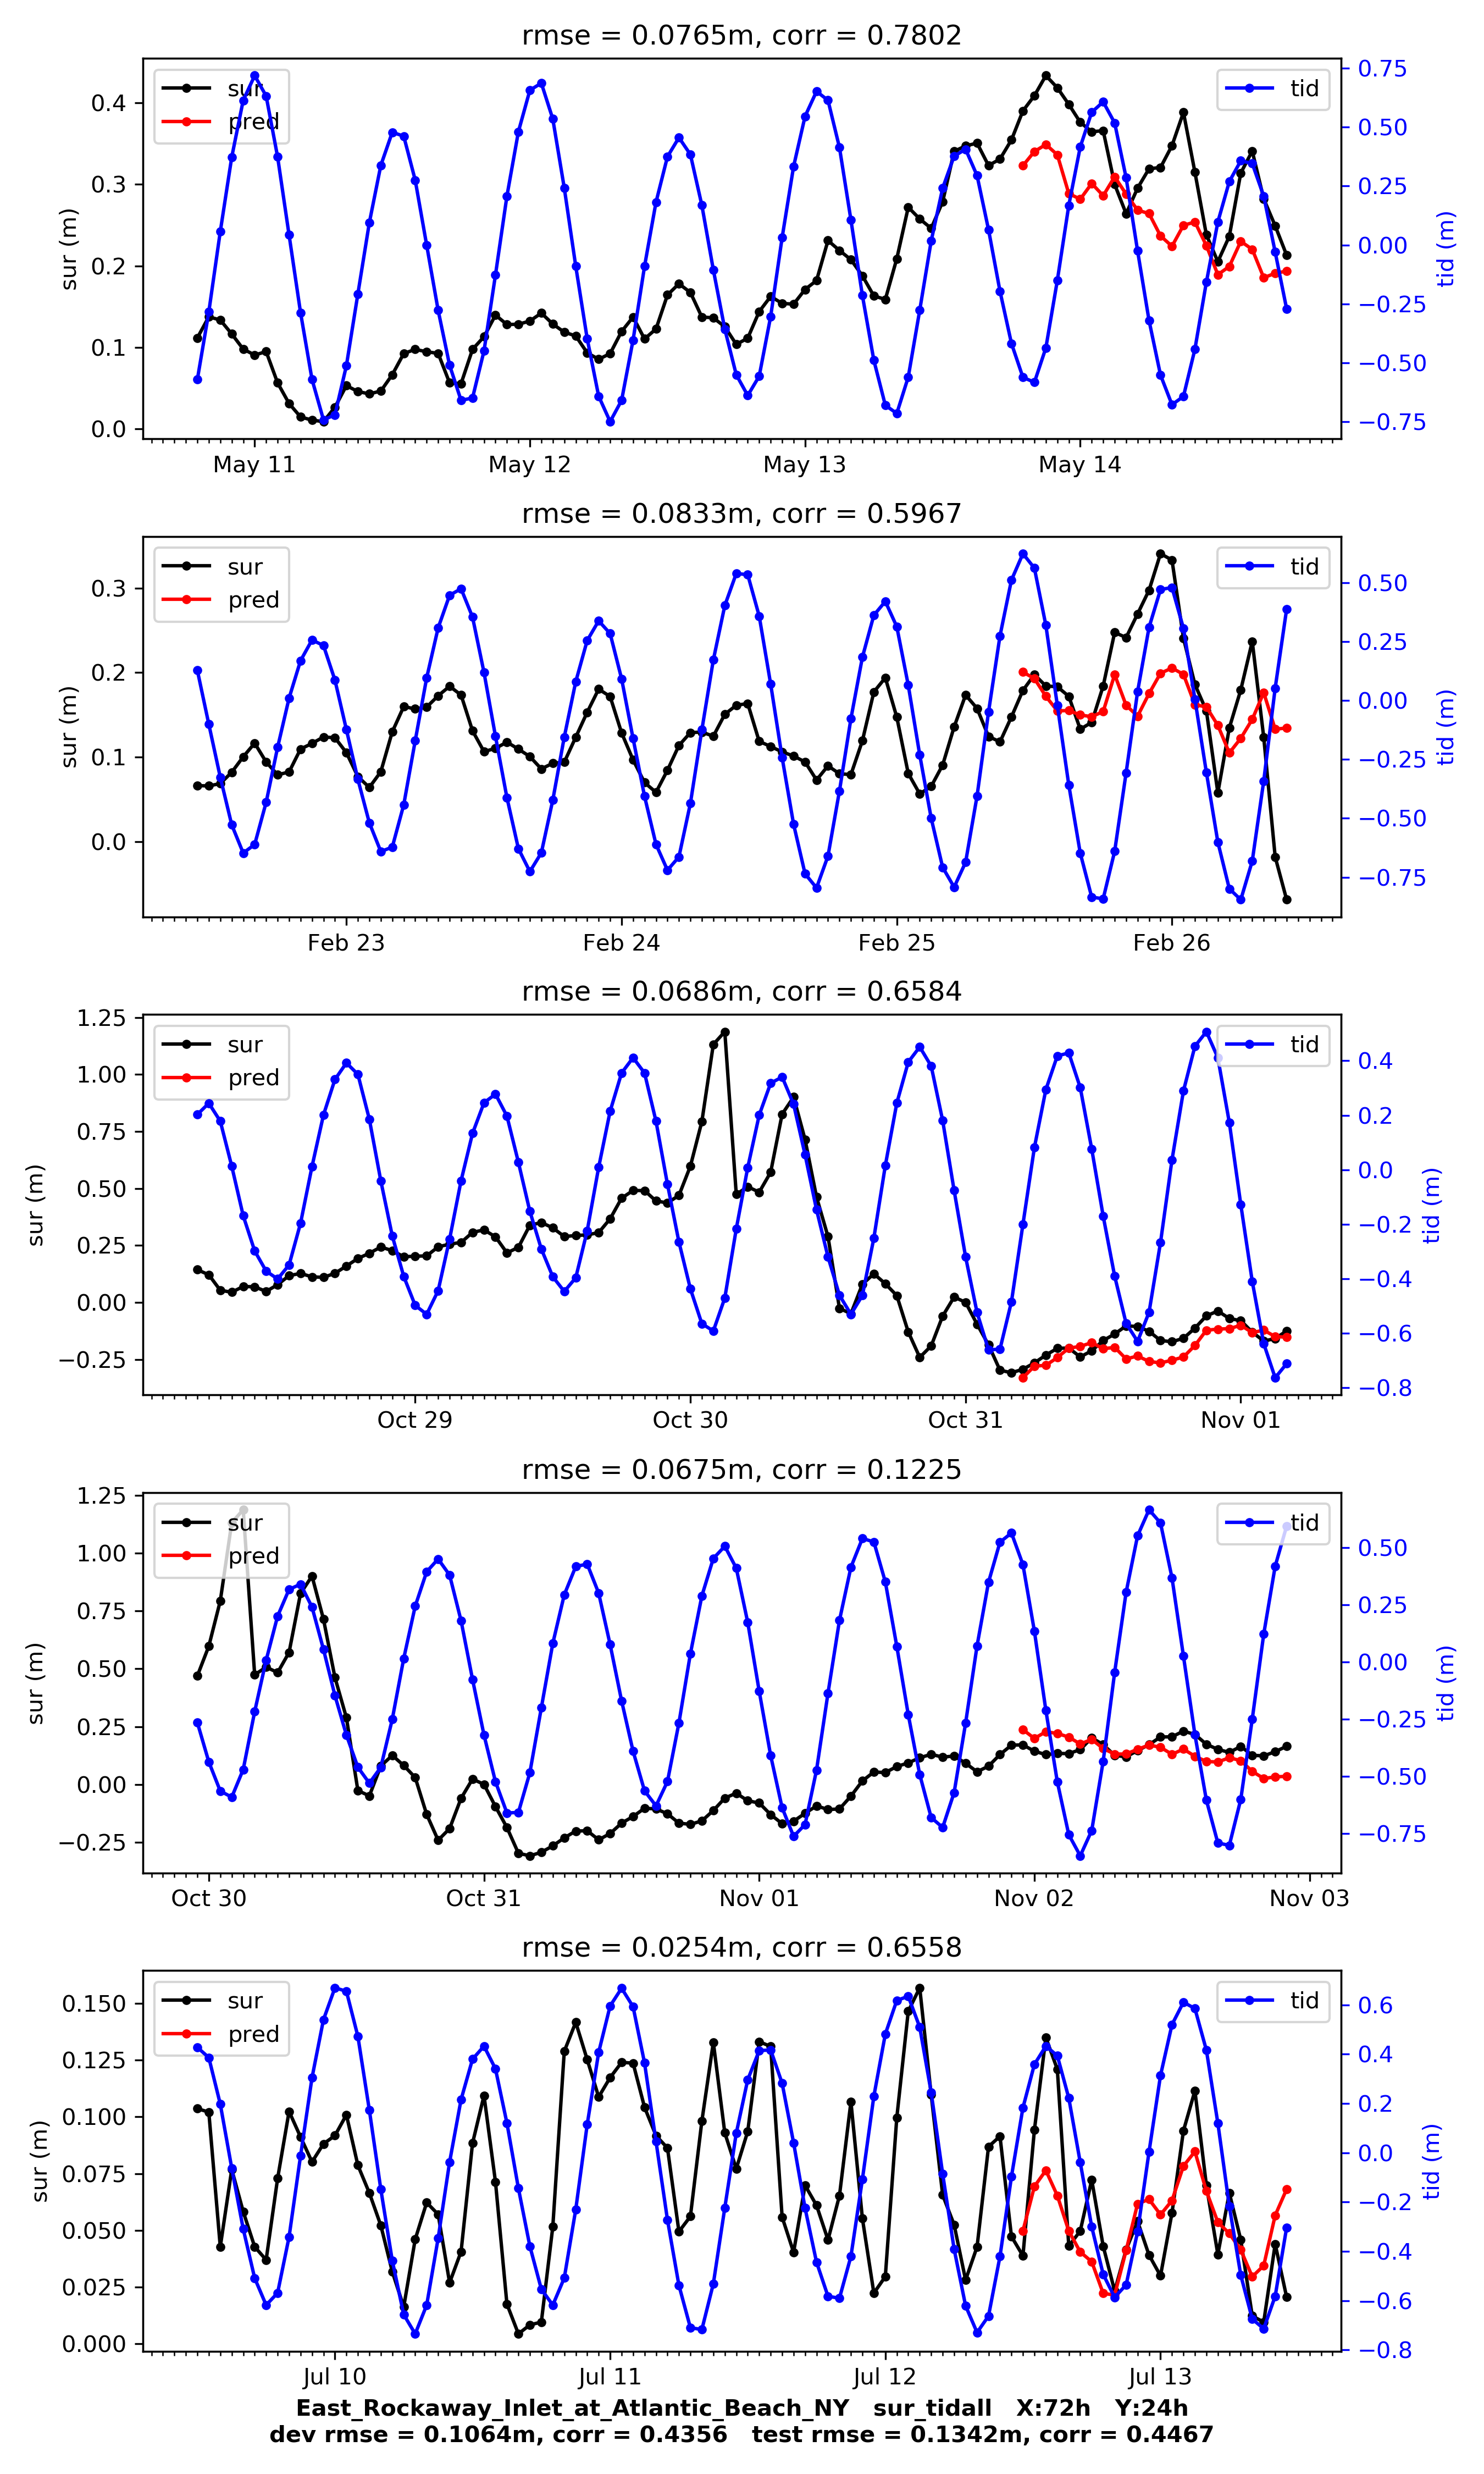 rmse = 0.0765m, corr = 0.7802
sur
pred
tid
sur (m)
0.4
0.3
0.2
0.1
0.0
tid (m)
0.75
0.50
0.25
0.00
−0.25
−0.50
−0.75
May 11 May 12 May 13 May 14
rmse = 0.0833m, corr = 0.5967
sur
pred
tid
sur (m)
0.3
0.2
0.1
0.0
tid (m)
0.50
0.25
0.00
−0.25
−0.50
−0.75
Feb 23 Feb 24 Feb 25 Feb 26
rmse = 0.0686m, corr = 0.6584
sur
pred
tid
sur (m)
1.25
1.00
0.75
0.50
0.25
0.00
−0.25
tid (m)
0.4
0.2
0.0
−0.2
−0.4
−0.6
−0.8
Oct 29 Oct 30 Oct 31 Nov 01
rmse = 0.0675m, corr = 0.1225
sur
pred
tid
sur (m)
1.25
1.00
0.75
0.50
0.25
0.00
−0.25
tid (m)
0.50
0.25
0.00
−0.25
−0.50
−0.75
Oct 30 Oct 31 Nov 01 Nov 02 Nov 03
rmse = 0.0254m, corr = 0.6558
sur
pred
tid
sur (m)
0.150
0.125
0.100
0.075
0.050
0.025
0.000
tid (m)
0.6
0.4
0.2
0.0
−0.2
−0.4
−0.6
−0.8
Jul 10 Jul 11 Jul 12 Jul 13
East_Rockaway_Inlet_at_Atlantic_Beach_NY sur_tidall X:72h Y:24h
dev rmse = 0.1064m, corr = 0.4356 test rmse = 0.1342m, corr = 0.4467